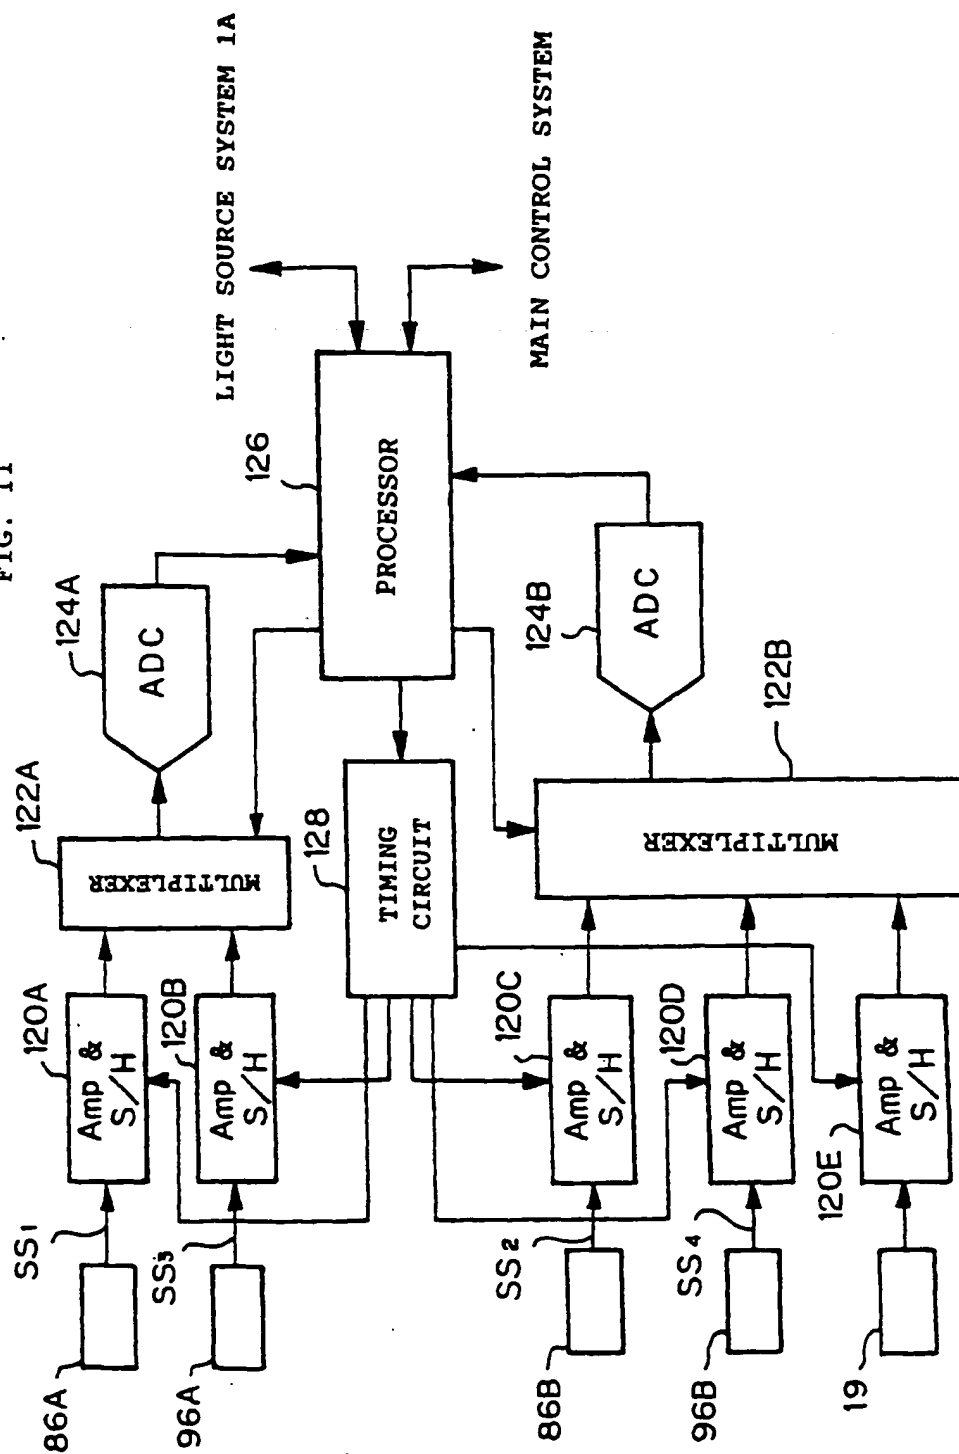 FIG. 11
LIGHT SOURCE SYSTEM 1A
MAIN CONTROL SYSTEM
126
PROCESSOR
124A
ADC
124B
ADC
122A
MULTIPLEXER
128
TIMING
CIRCUIT
122B
MULTIPLEXER
120A
Amp &
S/H
120B
Amp &
S/H
120C
Amp &
S/H
120D
Amp &
S/H
120E
Amp &
S/H
SS1
SS3
SS2
SS4
86A
96A
86B
96B
19